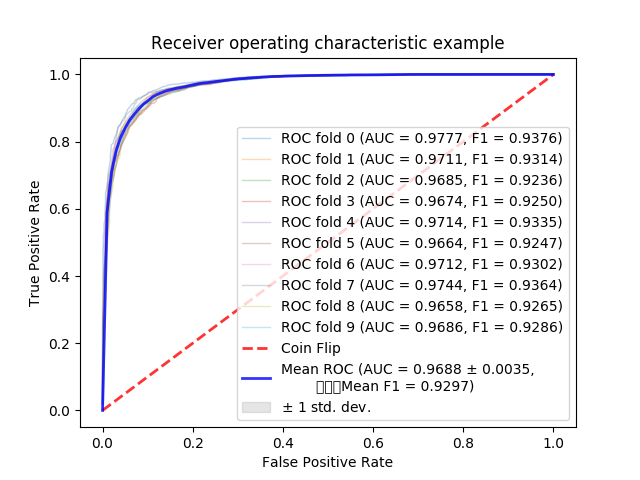 Receiver operating characteristic example
True Positive Rate
1.0
0.8
0.6
0.4
0.2
0.0
ROC fold 0 (AUC = 0.9777, F1 = 0.9376)
ROC fold 1 (AUC = 0.9711, F1 = 0.9314)
ROC fold 2 (AUC = 0.9685, F1 = 0.9236)
ROC fold 3 (AUC = 0.9674, F1 = 0.9250)
ROC fold 4 (AUC = 0.9714, F1 = 0.9335)
ROC fold 5 (AUC = 0.9664, F1 = 0.9247)
ROC fold 6 (AUC = 0.9712, F1 = 0.9302)
ROC fold 7 (AUC = 0.9744, F1 = 0.9364)
ROC fold 8 (AUC = 0.9658, F1 = 0.9265)
ROC fold 9 (AUC = 0.9686, F1 = 0.9286)
Coin Flip
Mean ROC (AUC = 0.9688 ± 0.0035,
Mean F1 = 0.9297)
± 1 std. dev.
0.0 0.2 0.4 0.6 0.8 1.0
False Positive Rate